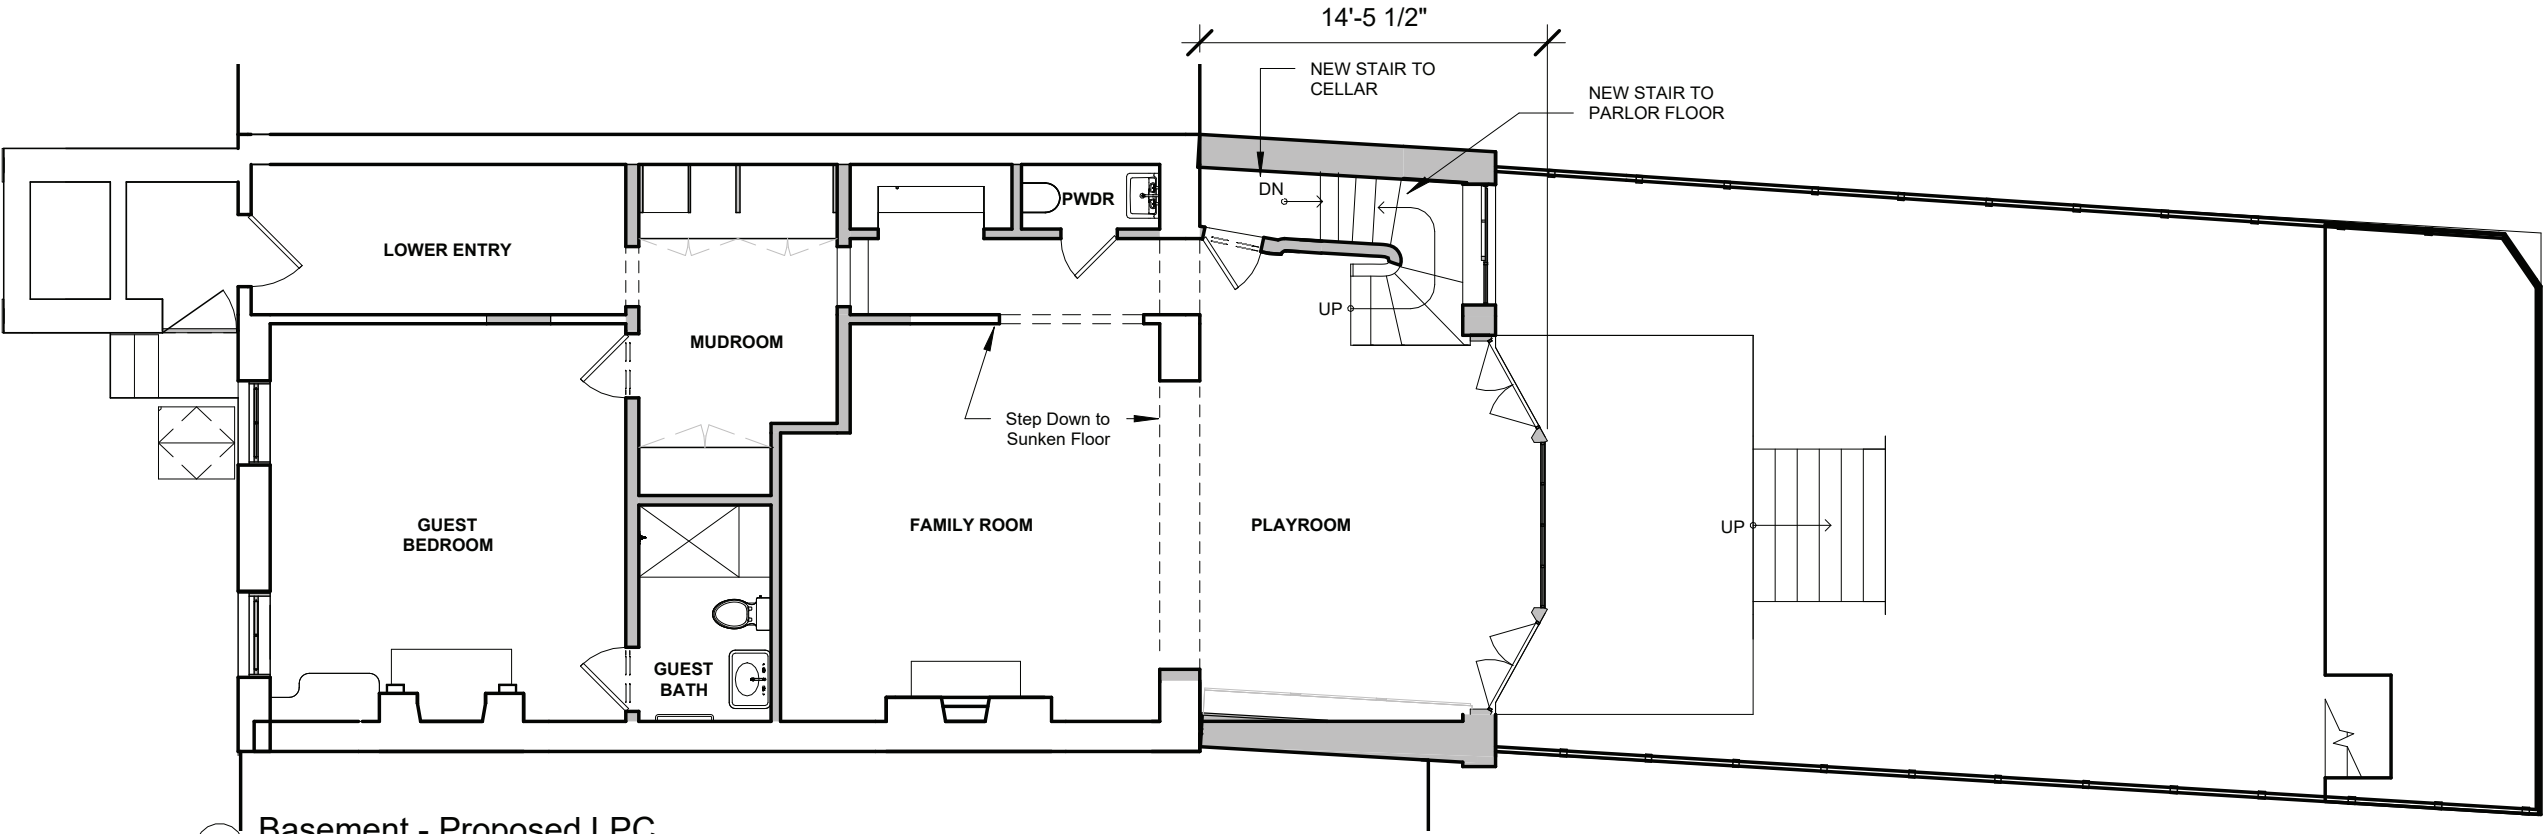 14'-5 1/2"
NEW STAIR TO
CELLAR
NEW STAIR TO
PARLOR FLOOR
DN
PWDR
LOWER ENTRY
UP
MUDROOM
Step Down to
Sunken Floor
GUEST
BEDROOM
FAMILY ROOM
PLAYROOM
UP
GUEST
BATH
Basement - Proposed LPC